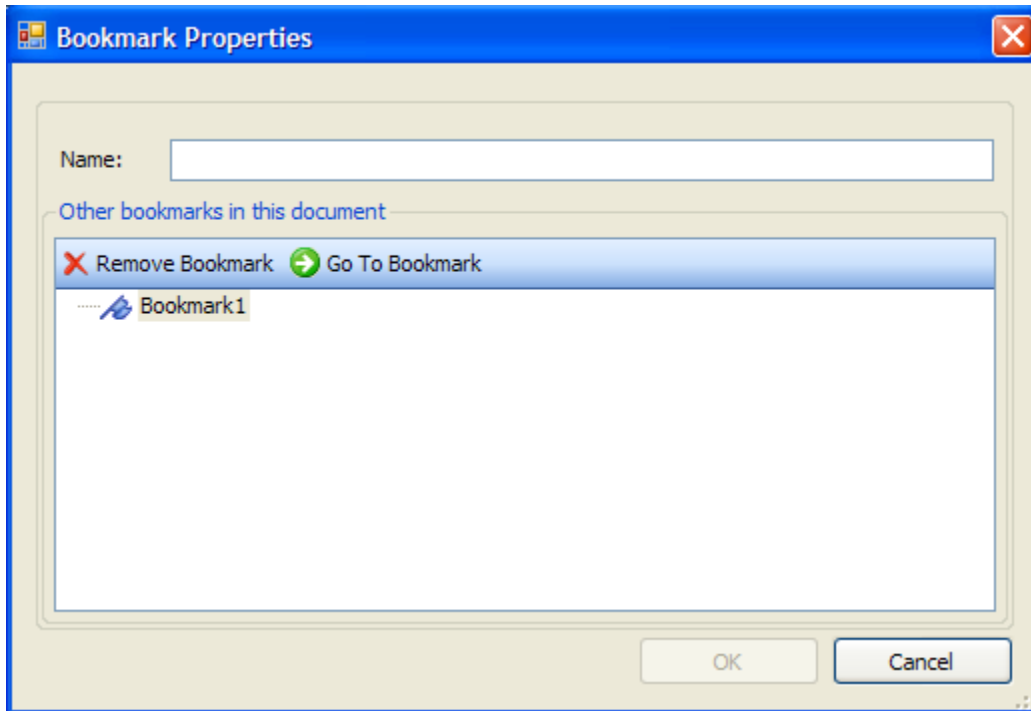 Bookmark Properties
Name:
Other bookmarks in this document
Remove Bookmark Go To Bookmark
Bookmark1
OK Cancel